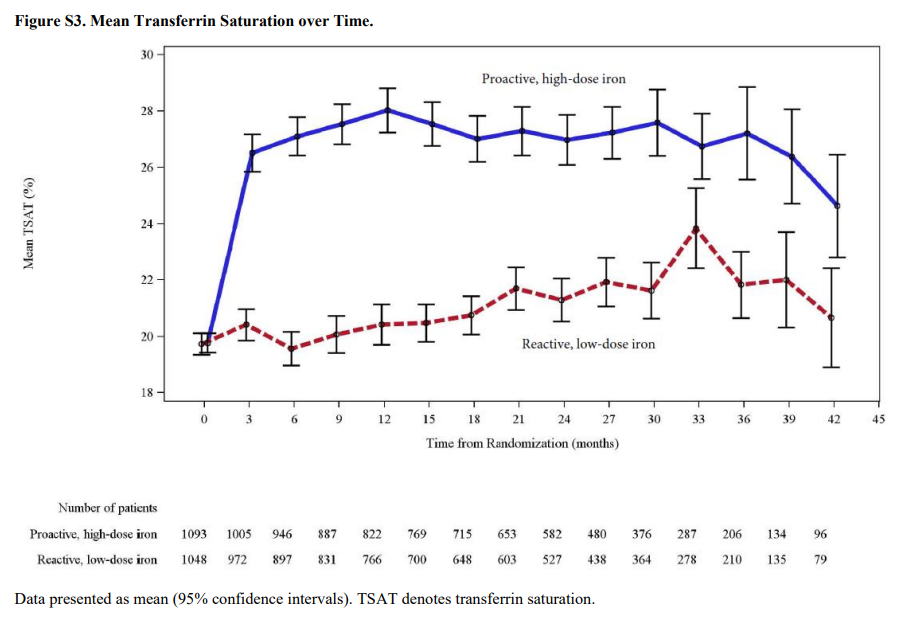 Figure S3. Mean Transferrin Saturation over Time.
30
Proactive, high-dose iron
28
26
Mean TSAT (%)
24
22
20
Reactive, low-dose iron
18
0 3 6 9 12 15 18 21 24 27 30 33 36 39 42 45
Time from Randomization (months)
Number of patients
Proactive, high-dose iron 1093 1005 946 887 822 769 715 653 582 480 376 287 206 134 96
Reactive, low-dose iron 1048 972 897 831 766 700 648 603 527 438 364 278 210 135 79
Data presented as mean (95% confidence intervals). TSAT denotes transferrin saturation.